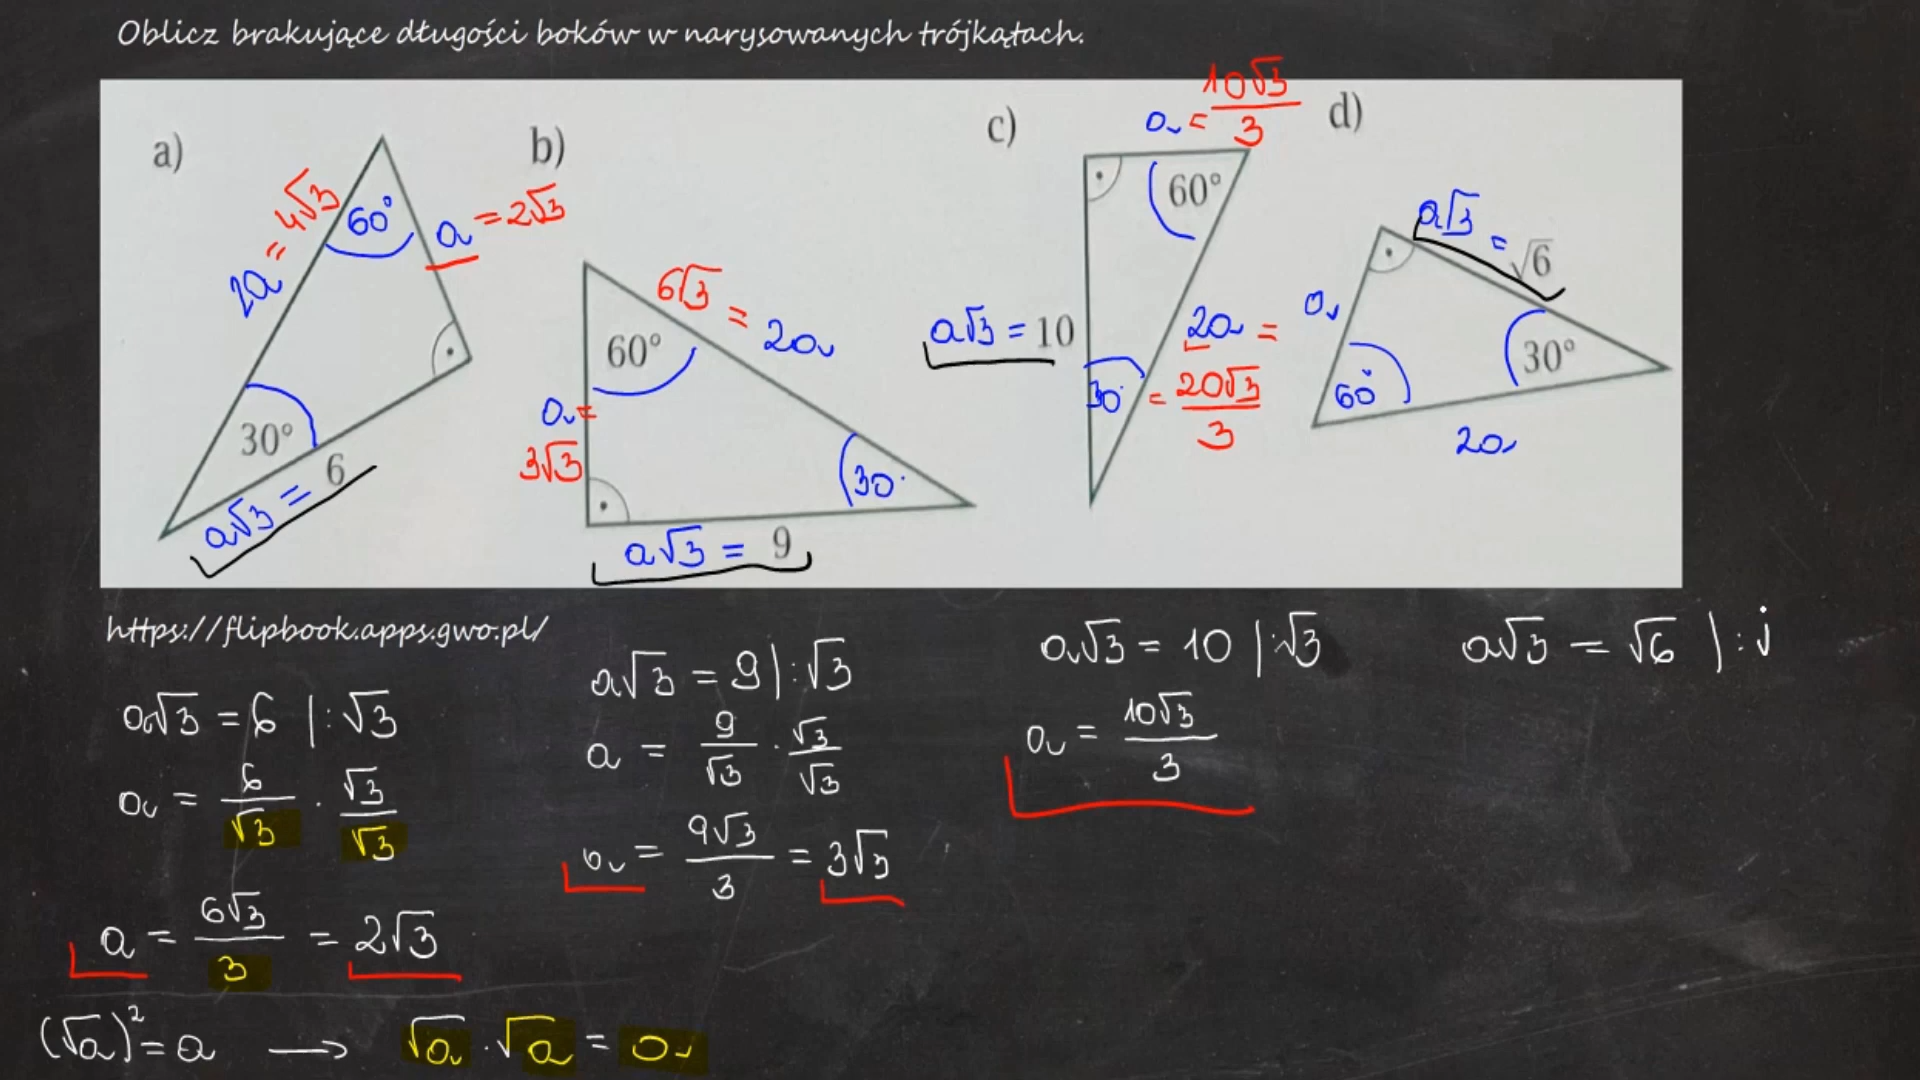 Oblicz brakujące długości boków w narysowanych trójkątach.
a)
2a = 4√3
60°
a = 2√3
30°
a√3 = 6
b)
6√3 = 2a
60°
a =
3√3
30°
a√3 = 9
c)
a = 10√3/3
60°
a√3 = 10
2a =
= 20√3/3
30°
d)
a√3 = √6
a
30°
60°
2a
https://flipbook.apps.gwo.pl/
a√3 = 6 |:√3
a = 6/√3 · √3/√3
a = 6√3/3 = 2√3
(√a)² = a → √a · √a = a
a√3 = 9 |:√3
a = 9/√3 · √3/√3
a = 9√3/3 = 3√3
a√3 = 10 |:√3
a = 10√3/3
a√3 = √6 |: